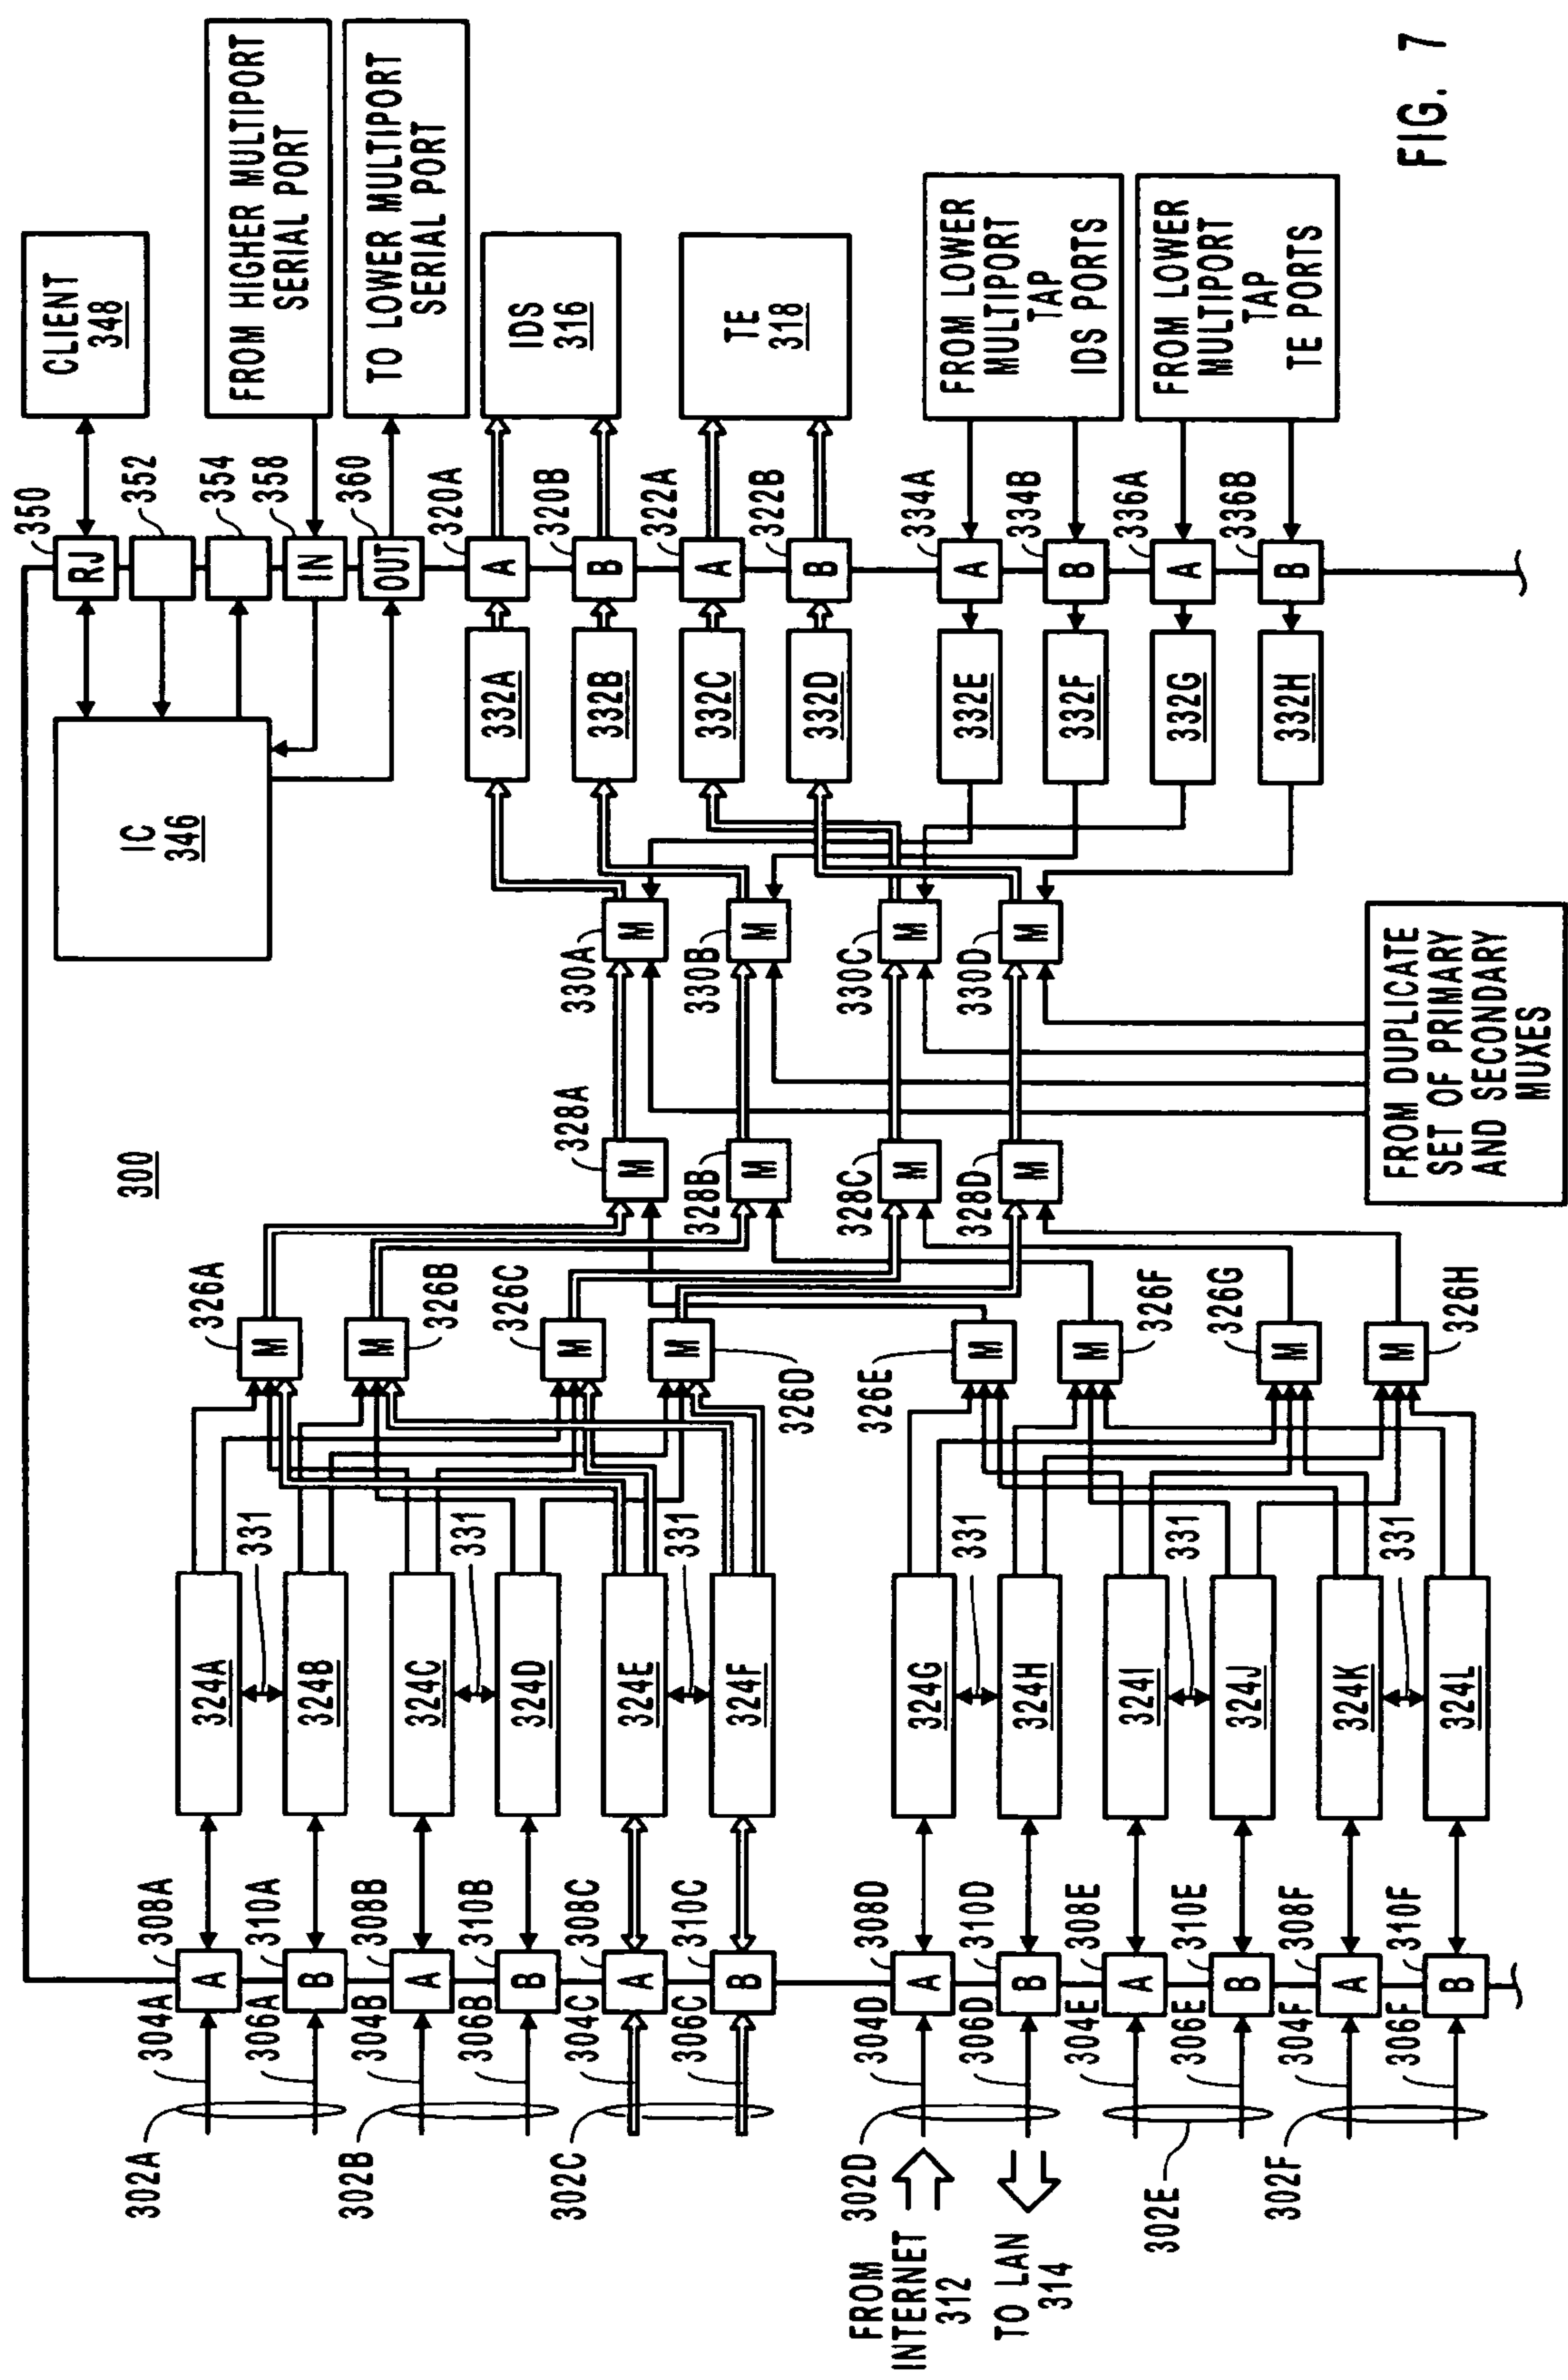 FIG. 7
300
CLIENT
348
FROM HIGHER MULTIPORT
SERIAL PORT
TO LOWER MULTIPORT
SERIAL PORT
IDS
316
TE
318
FROM LOWER
MULTIPORT
TAP
IDS PORTS
FROM LOWER
MULTIPORT
TAP
TE PORTS
350
352
354
358
360
320A
320B
322A
322B
334A
334B
336A
336B
RJ
IN
OUT
A
B
A
B
A
B
A
B
332A
332B
332C
332D
332E
332F
332G
332H
IC
346
330A
M
330B
M
330C
M
330D
M
328A
M
328B
M
328C
M
328D
M
FROM DUPLICATE
SET OF PRIMARY
AND SECONDARY
MUXES
326A
M
326B
M
326C
M
326D
M
326E
M
326F
M
326G
M
326H
M
331
331
331
331
331
331
324A
324B
324C
324D
324E
324F
324G
324H
324I
324J
324K
324L
308A
310A
308B
310B
308C
310C
308D
310D
308E
310E
308F
310F
A
B
A
B
A
B
A
B
A
B
A
B
304A
306A
304B
306B
304C
306C
304D
306D
304E
306E
304F
306F
302A
302B
302C
302D
302E
302F
FROM
INTERNET
312
TO LAN
314